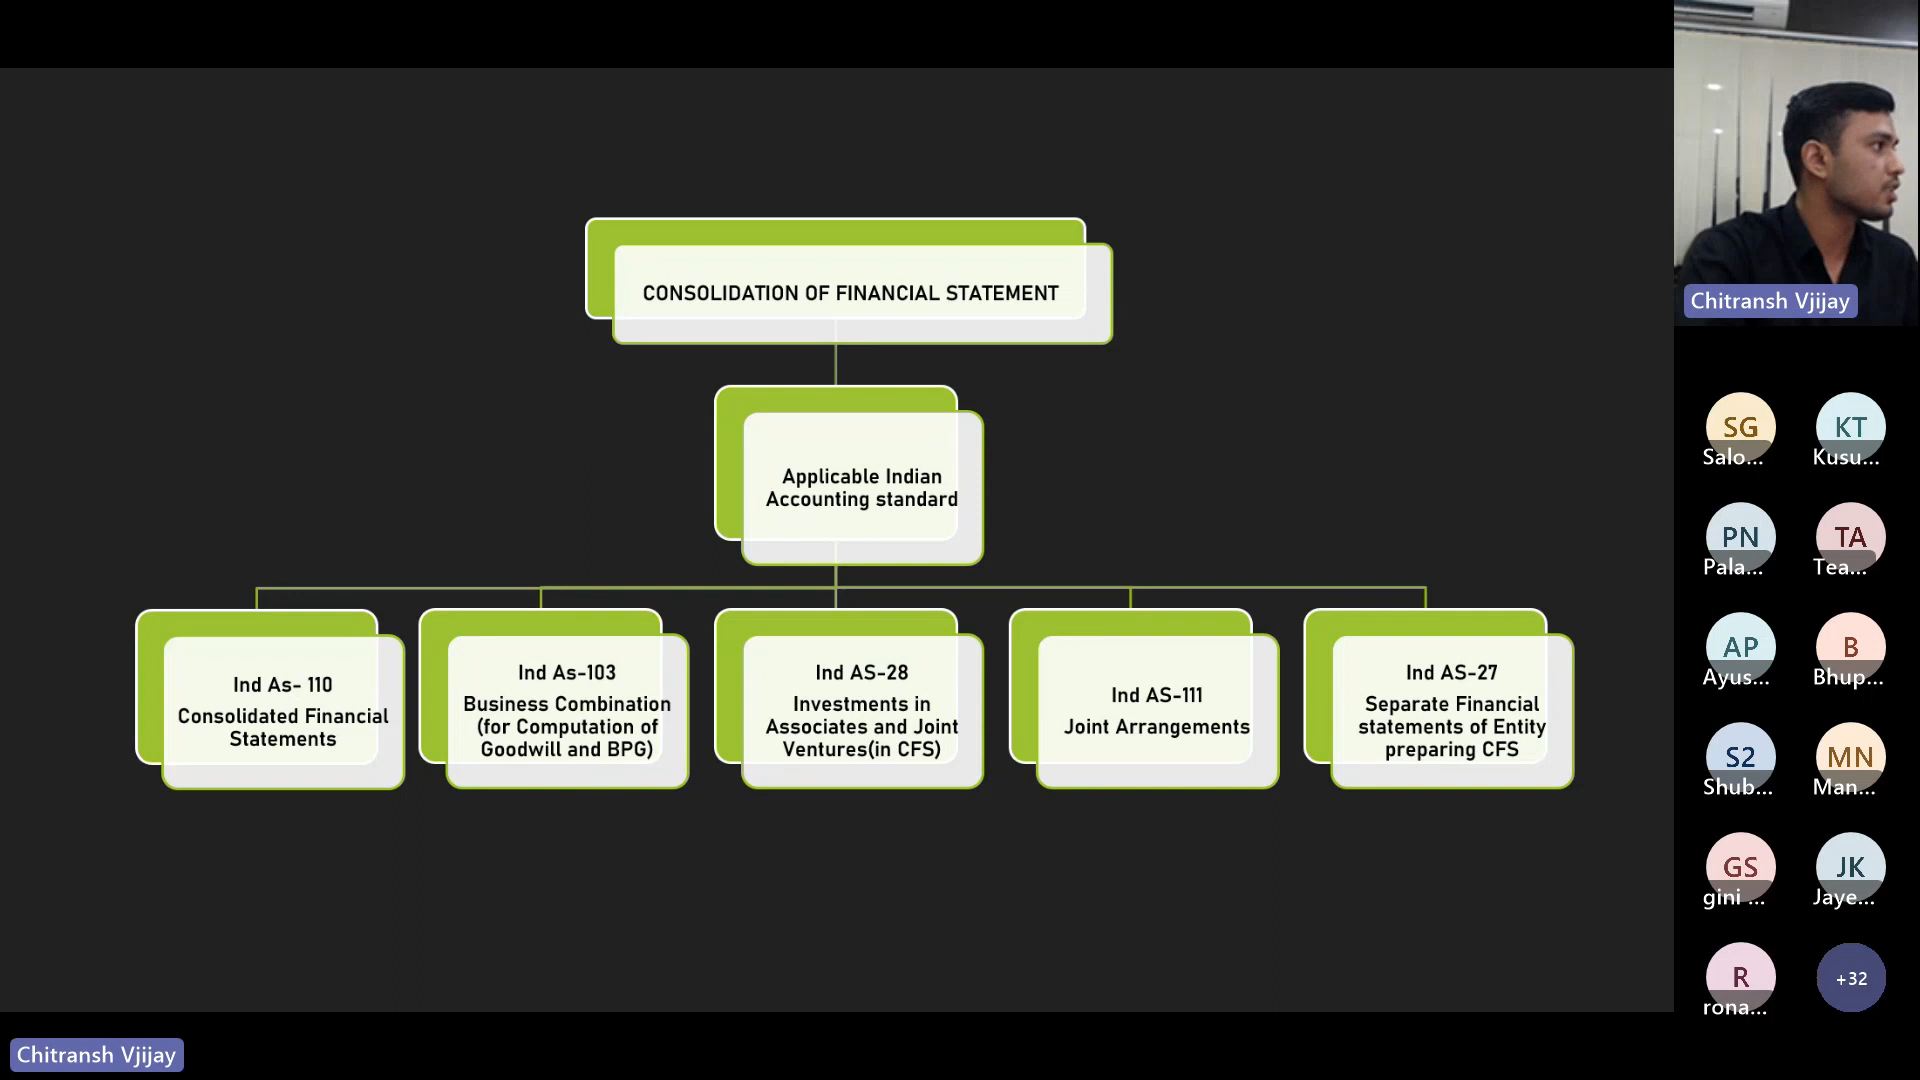 CONSOLIDATION OF FINANCIAL STATEMENT
Applicable Indian
Accounting standard
Ind As- 110
Consolidated Financial
Statements
Ind As-103
Business Combination
(for Computation of
Goodwill and BPG)
Ind AS-28
Investments in
Associates and Joint
Ventures(in CFS)
Ind AS-111
Joint Arrangements
Ind AS-27
Separate Financial
statements of Entity
preparing CFS
Chitransh Vjijay
SG
Salo...
KT
Kusu...
PN
Pala...
TA
Tea...
AP
Ayus...
B
Bhup...
S2
Shub...
MN
Man...
GS
gini ...
JK
Jaye...
R
rona...
+32
Chitransh Vjijay